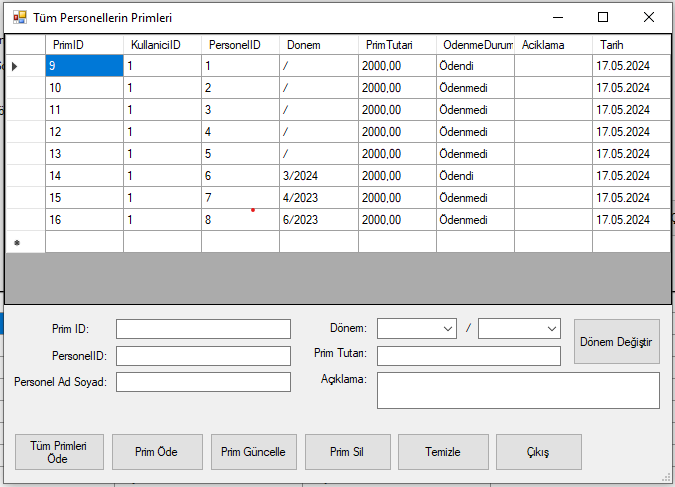 Tüm Personellerin Primleri
PrimID KullaniciID PersonelID Donem PrimTutari OdenmeDurum Aciklama Tarih
9 1 1 / 2000,00 Ödendi 17.05.2024
10 1 2 / 2000,00 Ödenmedi 17.05.2024
11 1 3 / 2000,00 Ödenmedi 17.05.2024
12 1 4 / 2000,00 Ödenmedi 17.05.2024
13 1 5 / 2000,00 Ödenmedi 17.05.2024
14 1 6 3/2024 2000,00 Ödendi 17.05.2024
15 1 7 4/2023 2000,00 Ödenmedi 17.05.2024
16 1 8 6/2023 2000,00 Ödenmedi 17.05.2024
Prim ID: Dönem: /
Dönem Değiştir
PersonelID: Prim Tutarı:
Personel Ad Soyad: Açıklama:
Tüm Primleri Öde
Prim Öde
Prim Güncelle
Prim Sil
Temizle
Çıkış